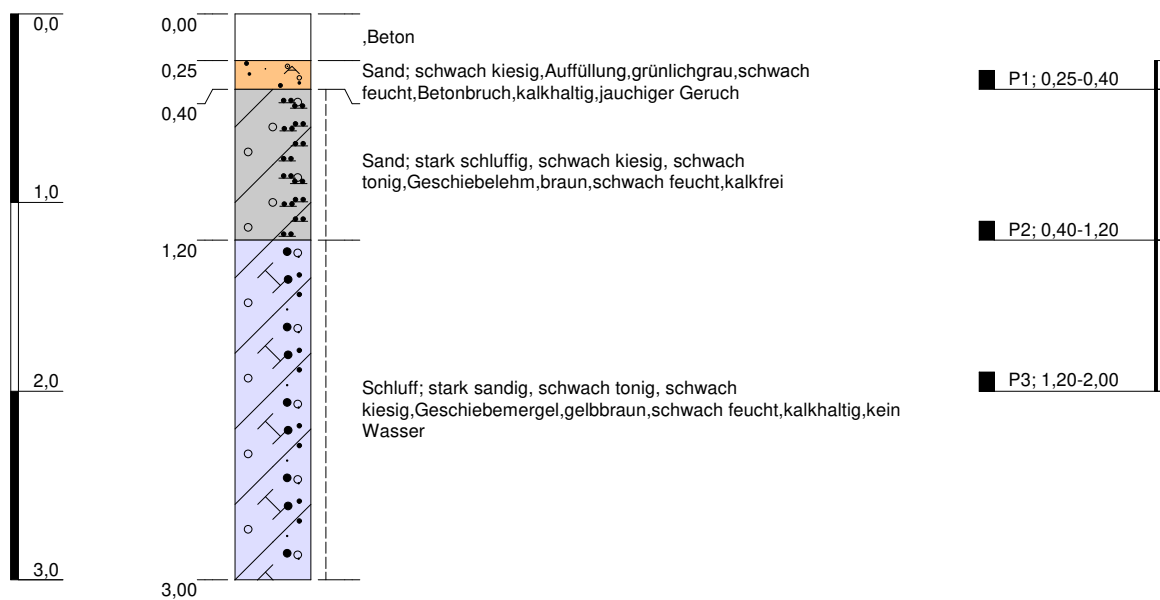 0,0
0,00
,Beton
0,25
Sand; schwach kiesig,Auffüllung,grünlichgrau,schwach
feucht,Betonbruch,kalkhaltig,jauchiger Geruch
P1; 0,25-0,40
0,40
Sand; stark schluffig, schwach kiesig, schwach
tonig,Geschiebelehm,braun,schwach feucht,kalkfrei
1,0
P2; 0,40-1,20
1,20
2,0
P3; 1,20-2,00
Schluff; stark sandig, schwach tonig, schwach
kiesig,Geschiebemergel,gelbbraun,schwach feucht,kalkhaltig,kein
Wasser
3,0
3,00